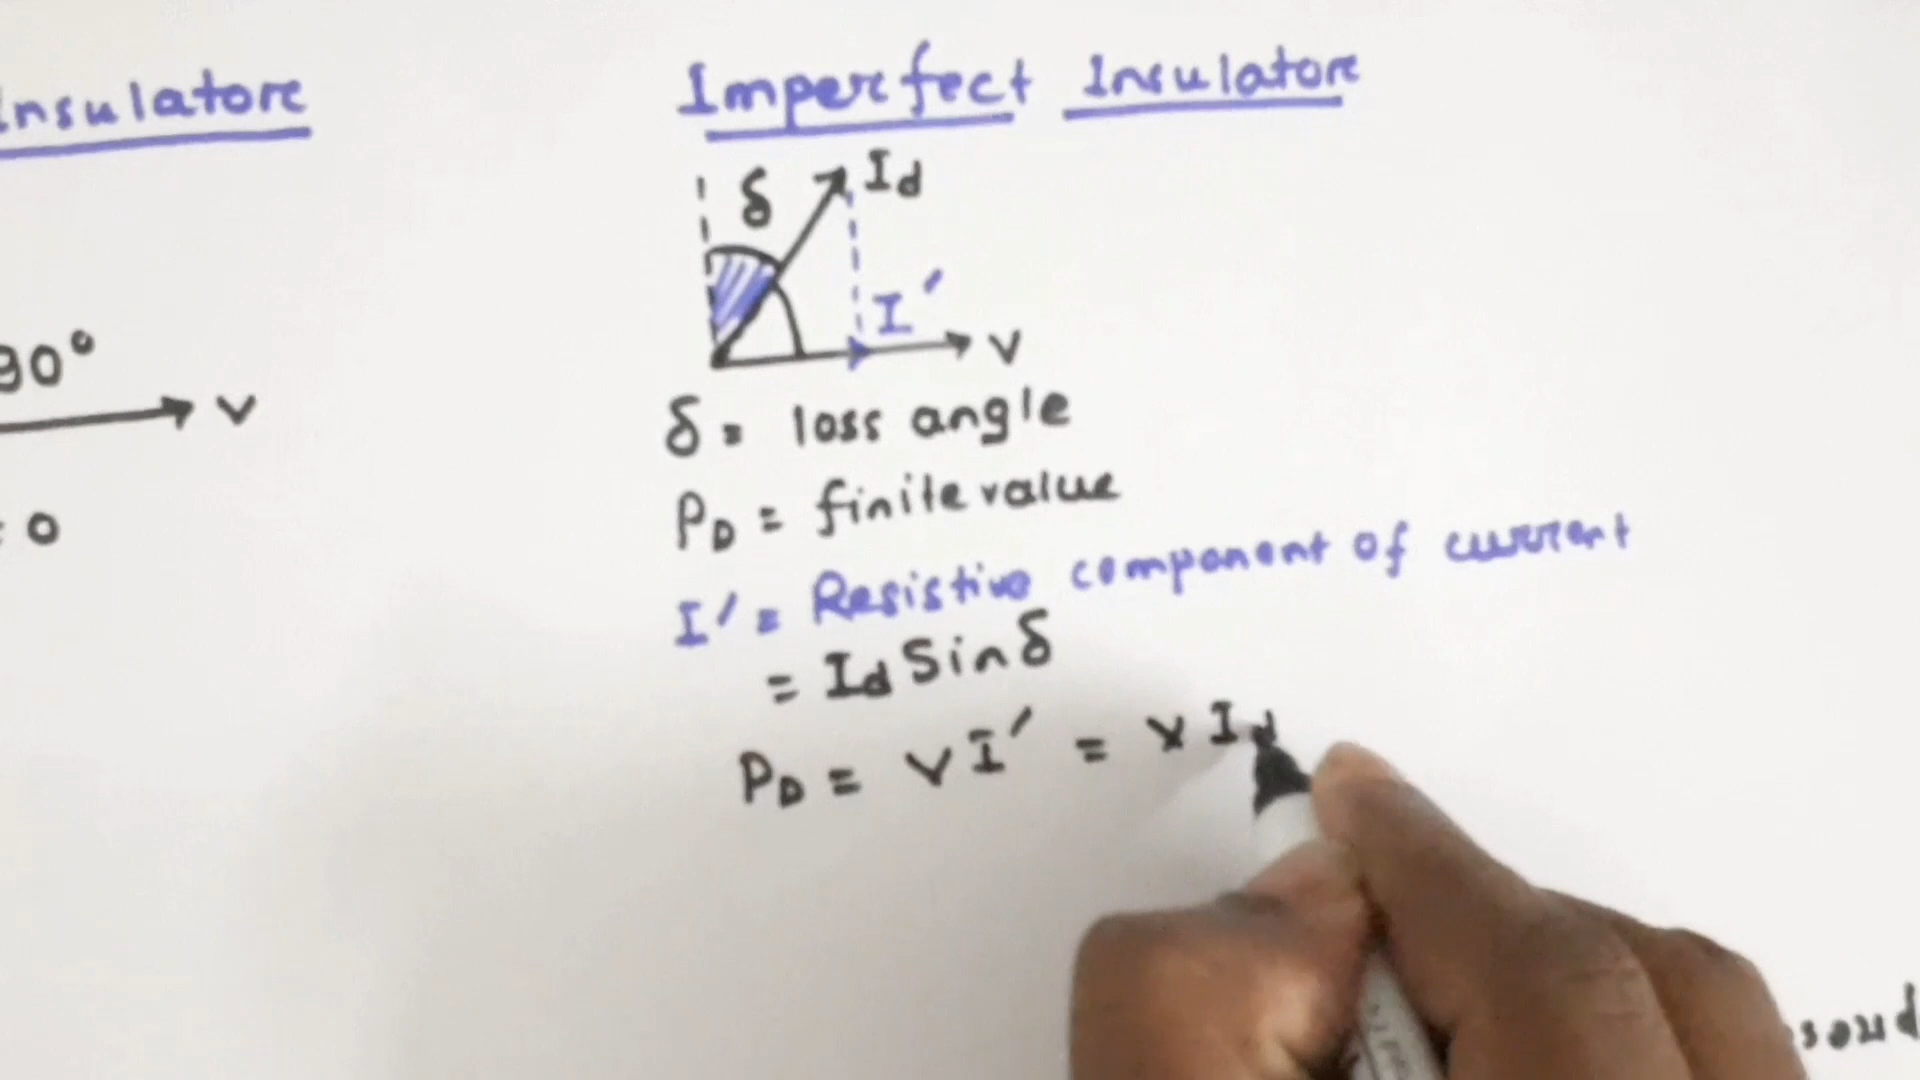 Insulator
90°
V
= 0
Imperfect Insulator
δ Id
I'
V
δ = loss angle
PD = finite value
I' = Resistive component of current
= Id Sin δ
PD = VI' = V Id